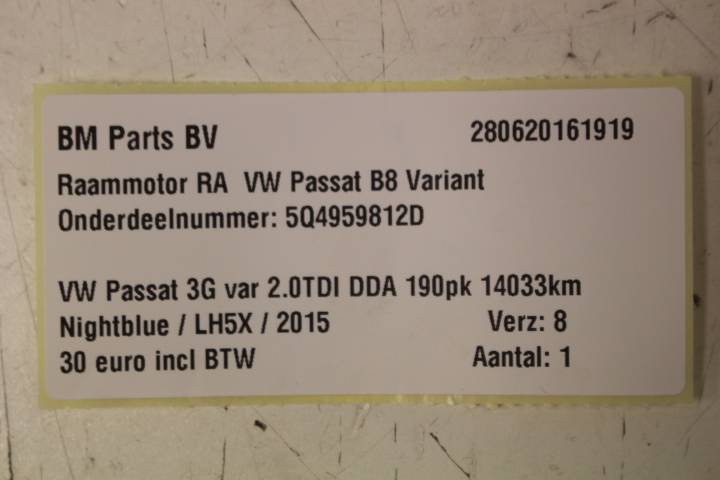 BM Parts BV 280620161919
Raammotor RA VW Passat B8 Variant
Onderdeelnummer: 5Q4959812D
VW Passat 3G var 2.0TDI DDA 190pk 14033km
Nightblue / LH5X / 2015 Verz: 8
30 euro incl BTW Aantal: 1